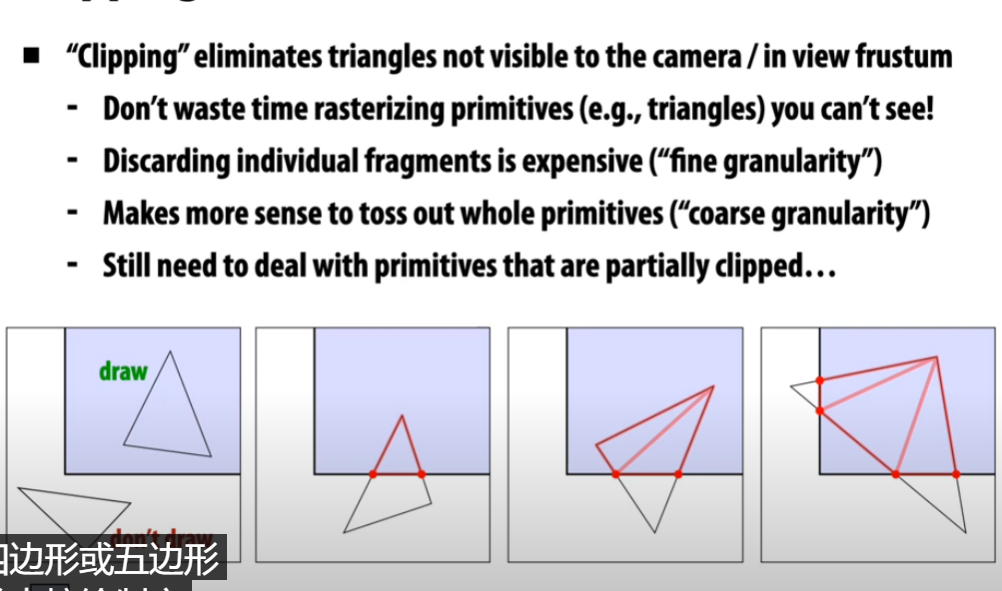 “Clipping” eliminates triangles not visible to the camera / in view frustum
- Don’t waste time rasterizing primitives (e.g., triangles) you can’t see!
- Discarding individual fragments is expensive (“fine granularity”)
- Makes more sense to toss out whole primitives (“coarse granularity”)
- Still need to deal with primitives that are partially clipped…
draw
don’t draw
边形或五边形